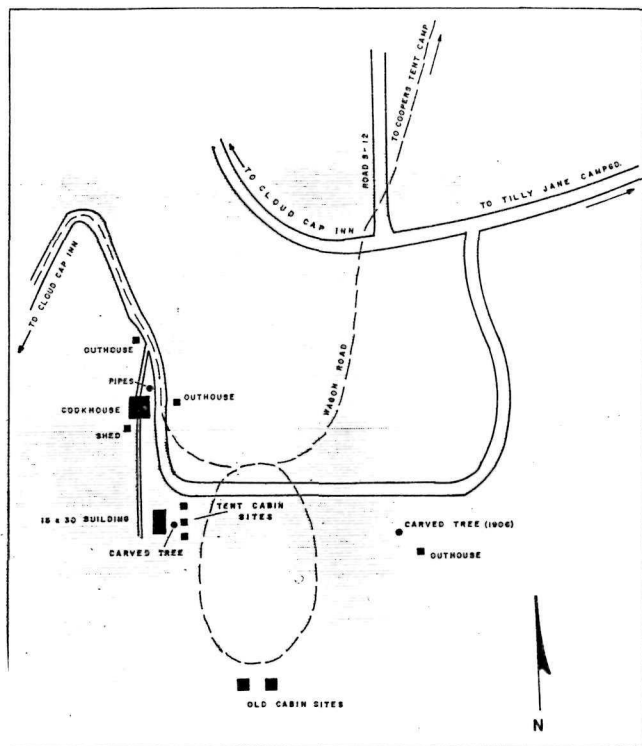 TO COOPERS TENT CAMP
ROAD S-12
TO CLOUD CAP INN
TO TILLY JANE CAMPGD.
TO CLOUD CAP INN
WAGON ROAD
OUTHOUSE
PIPES
OUTHOUSE
COOKHOUSE
SHED
TENT CABIN
SITES
15 x 30 BUILDING
CARVED TREE
CARVED TREE (1906)
OUTHOUSE
OLD CABIN SITES
N